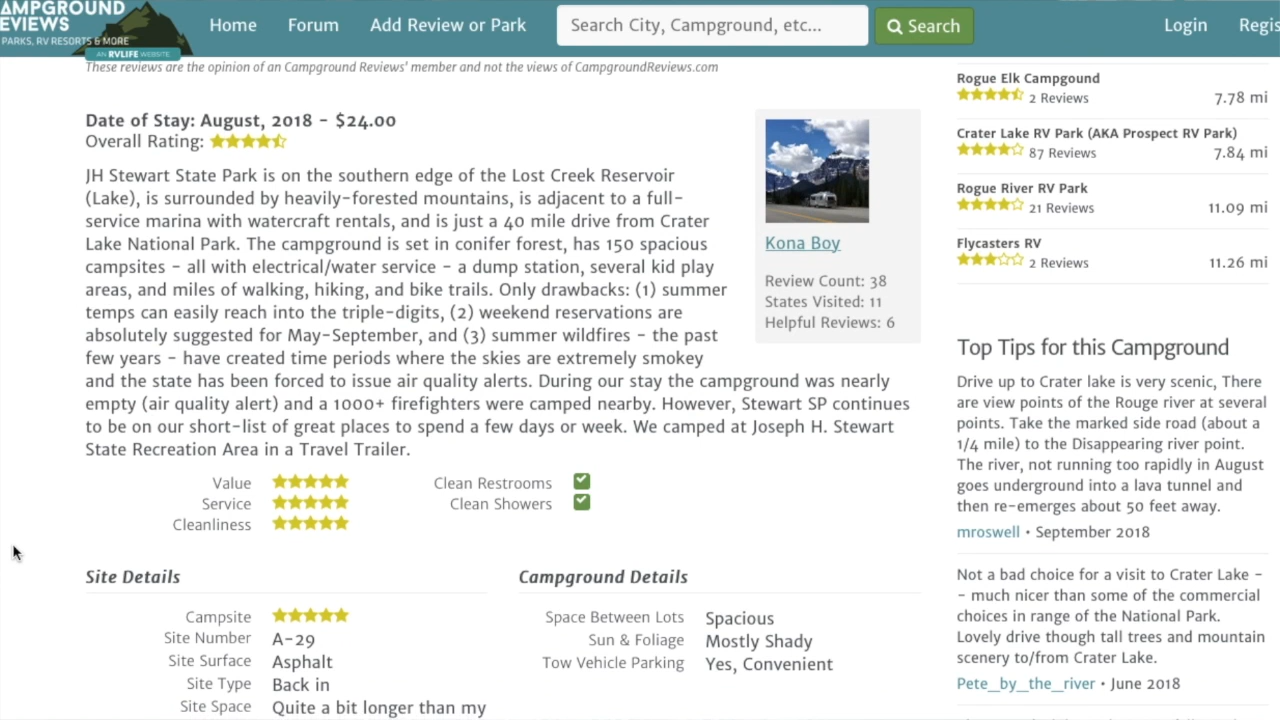 AMPGROUND
EVIEWS
PARKS, RV RESORTS & MORE
AN RVLIFE WEBSITE
Home
Forum
Add Review or Park
Search City, Campground, etc...
Search
Login
Regis
These reviews are the opinion of an Campground Reviews' member and not the views of CampgroundReviews.com
Date of Stay: August, 2018 - $24.00
Overall Rating:
JH Stewart State Park is on the southern edge of the Lost Creek Reservoir
(Lake), is surrounded by heavily-forested mountains, is adjacent to a full-
service marina with watercraft rentals, and is just a 40 mile drive from Crater
Lake National Park. The campground is set in conifer forest, has 150 spacious
campsites - all with electrical/water service - a dump station, several kid play
areas, and miles of walking, hiking, and bike trails. Only drawbacks: (1) summer
temps can easily reach into the triple-digits, (2) weekend reservations are
absolutely suggested for May-September, and (3) summer wildfires - the past
few years - have created time periods where the skies are extremely smokey
and the state has been forced to issue air quality alerts. During our stay the campground was nearly
empty (air quality alert) and a 1000+ firefighters were camped nearby. However, Stewart SP continues
to be on our short-list of great places to spend a few days or week. We camped at Joseph H. Stewart
State Recreation Area in a Travel Trailer.
Kona Boy
Review Count: 38
States Visited: 11
Helpful Reviews: 6
Value
Service
Cleanliness
Clean Restrooms
Clean Showers
Site Details
Campsite
Site Number A-29
Site Surface Asphalt
Site Type Back in
Site Space Quite a bit longer than my
Campground Details
Space Between Lots Spacious
Sun & Foliage Mostly Shady
Tow Vehicle Parking Yes, Convenient
Rogue Elk Campgound
2 Reviews 7.78 mi
Crater Lake RV Park (AKA Prospect RV Park)
87 Reviews 7.84 mi
Rogue River RV Park
21 Reviews 11.09 mi
Flycasters RV
2 Reviews 11.26 mi
Top Tips for this Campground
Drive up to Crater lake is very scenic, There
are view points of the Rouge river at several
points. Take the marked side road (about a
1/4 mile) to the Disappearing river point.
The river, not running too rapidly in August
goes underground into a lava tunnel and
then re-emerges about 50 feet away.
mroswell • September 2018
Not a bad choice for a visit to Crater Lake -
- much nicer than some of the commercial
choices in range of the National Park.
Lovely drive though tall trees and mountain
scenery to/from Crater Lake.
Pete_by_the_river • June 2018